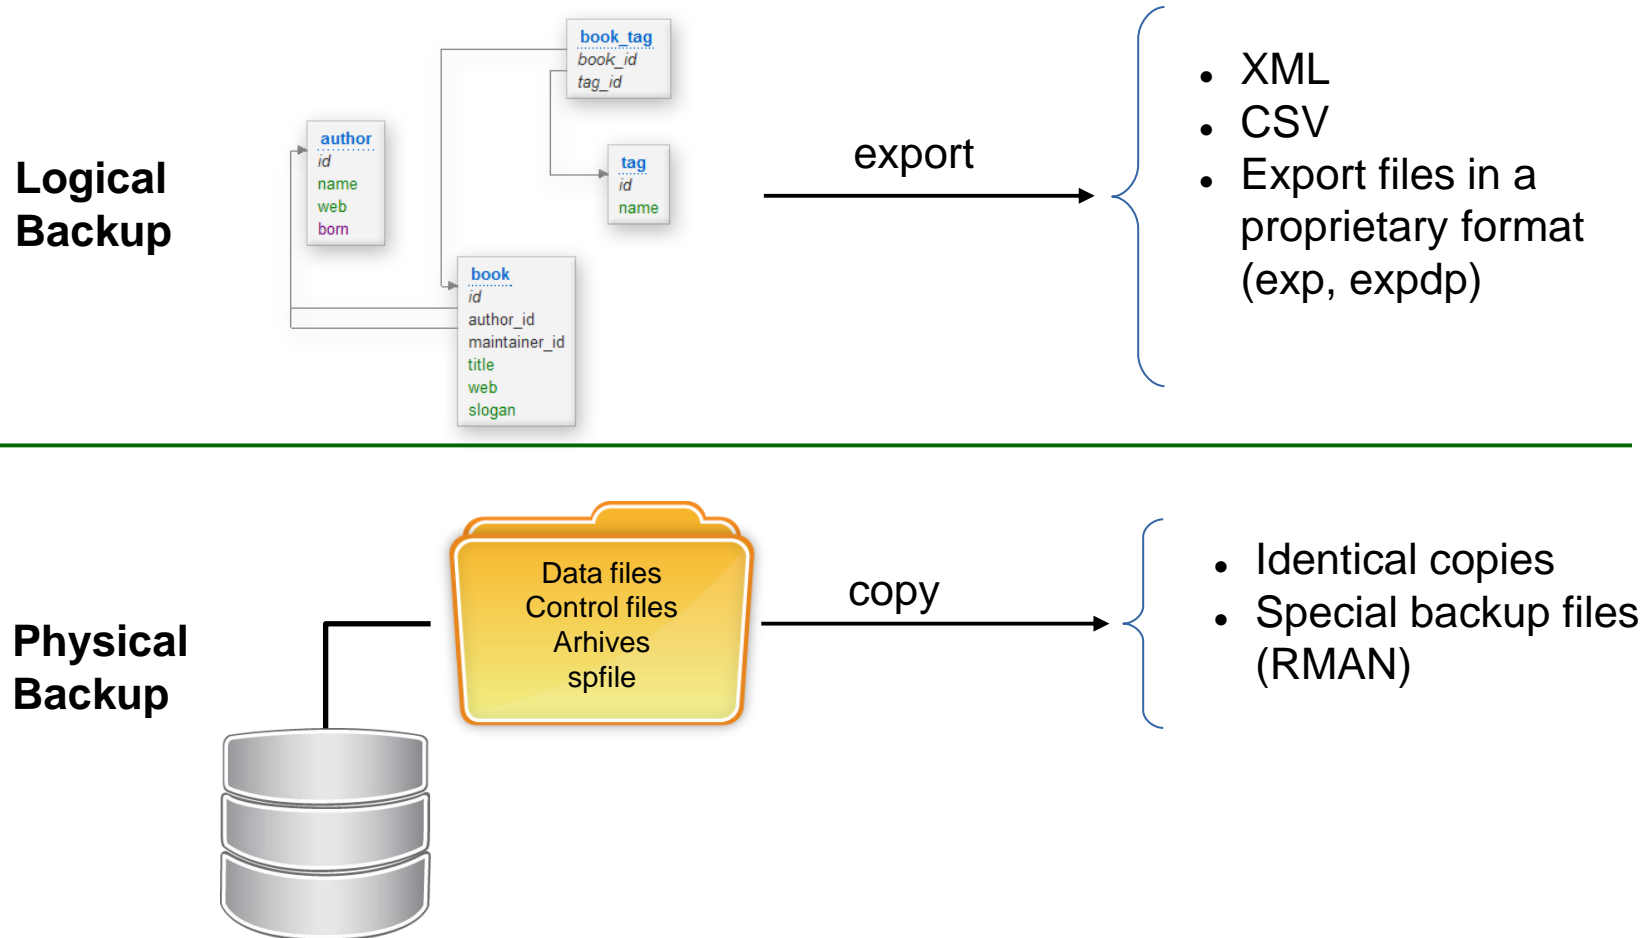 Logical
Backup
book_tag
book_id
tag_id
author
id
name
web
born
tag
id
name
book
id
author_id
maintainer_id
title
web
slogan
export
• XML
• CSV
• Export files in a
proprietary format
(exp, expdp)
Physical
Backup
Data files
Control files
Arhives
spfile
copy
• Identical copies
• Special backup files
(RMAN)